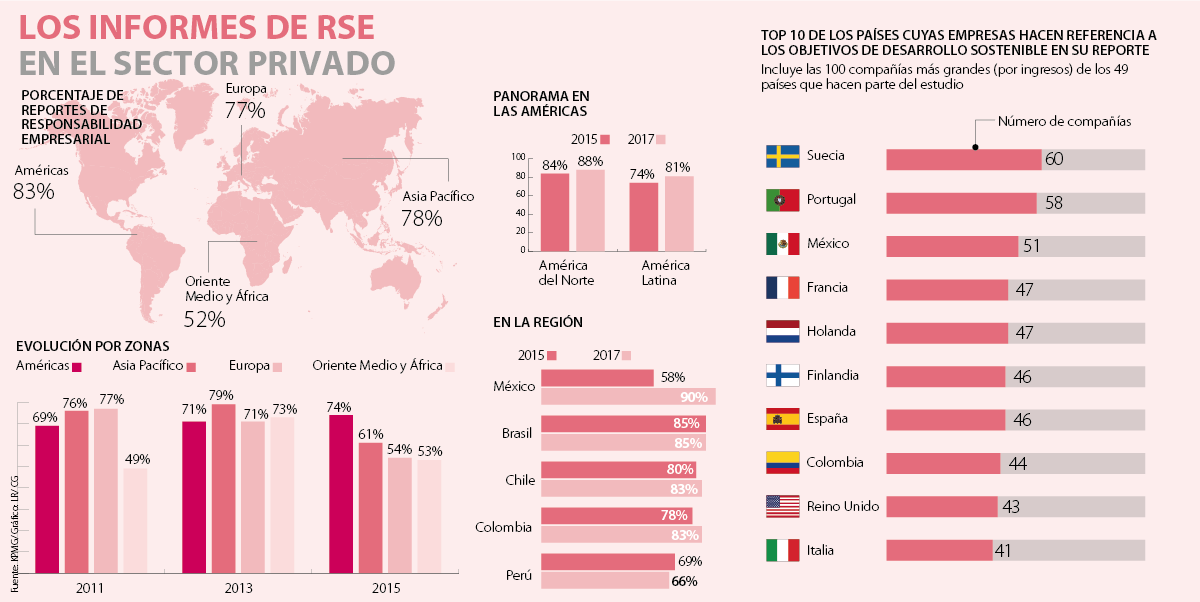 LOS INFORMES DE RSE
EN EL SECTOR PRIVADO
PORCENTAJE DE
REPORTES DE
RESPONSABILIDAD
EMPRESARIAL
Europa
77%
Américas
83%
Asia Pacífico
78%
Oriente
Medio y África
52%
EVOLUCIÓN POR ZONAS
Américas
Asia Pacífico
Europa
Oriente Medio y África
69%
76%
77%
49%
71%
79%
71%
73%
74%
61%
54%
53%
2011
2013
2015
Fuente: KPMG/Gráfico: LR/ CG
PANORAMA EN
LAS AMÉRICAS
2015
2017
100
80
60
40
20
0
84%
88%
74%
81%
América
del Norte
América
Latina
EN LA REGIÓN
2015
2017
México
58%
90%
Brasil
85%
85%
Chile
80%
83%
Colombia
78%
83%
Perú
69%
66%
TOP 10 DE LOS PAÍSES CUYAS EMPRESAS HACEN REFERENCIA A
LOS OBJETIVOS DE DESARROLLO SOSTENIBLE EN SU REPORTE
Incluye las 100 compañías más grandes (por ingresos) de los 49
países que hacen parte del estudio
Número de compañías
Suecia
60
Portugal
58
México
51
Francia
47
Holanda
47
Finlandia
46
España
46
Colombia
44
Reino Unido
43
Italia
41